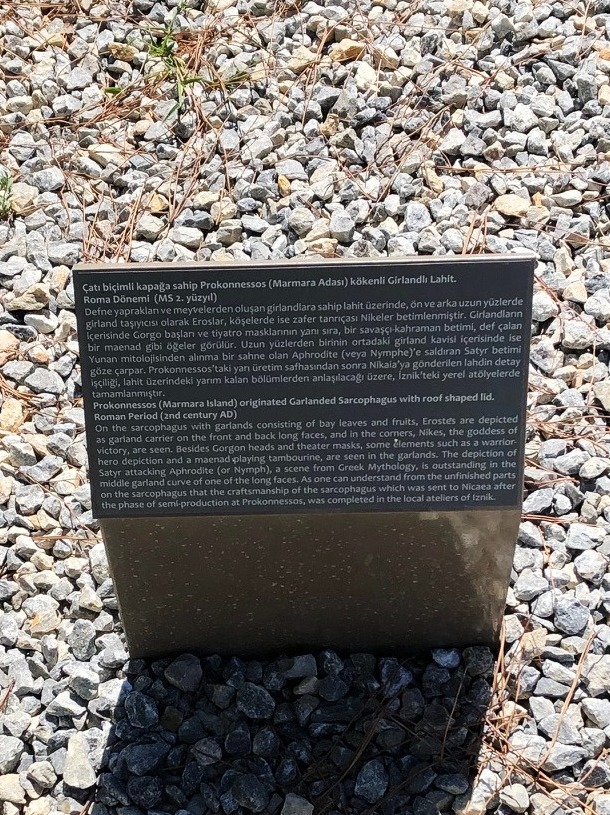 Çatı biçimli kapağa sahip Prokonnessos (Marmara Adası) kökenli Girlandlı Lahit.
Roma Dönemi  (MS 2. yüzyıl)
Defne yaprakları ve meyvelerden oluşan girlandlara sahip lahit üzerinde, ön ve arka uzun yüzlerde
girland taşıyıcısı olarak Eroslar, köşelerde ise zafer tanrıçası Nikeler betimlenmiştir. Girlandların
içerisinde Gorgo başları ve tiyatro masklarının yanı sıra, bir savaşçı-kahraman betimi, def çalan
bir maenad gibi öğeler görülür. Uzun yüzlerden birinin ortadaki girland kavisi içerisinde ise
Yunan mitolojisinden alınma bir sahne olan Aphrodite (veya Nymphe)'e saldıran Satyr betimi
göze çarpar. Prokonnessos'taki yarı üretim safhasından sonra Nikaia'ya gönderilen lahdin detay
işçiliği, lahit üzerindeki yarım kalan bölümlerden anlaşılacağı üzere, İznik'teki yerel atölyelerde
tamamlanmıştır.
Prokonnessos (Marmara Island) originated Garlanded Sarcophagus with roof shaped lid.
Roman Period (2nd century AD)
On the sarcophagus with garlands consisting of bay leaves and fruits, Erostes are depicted
as garland carrier on the front and back long faces, and in the corners, Nikes, the goddess of
victory, are seen. Besides Gorgon heads and theater masks, some elements such as a warrior-
hero depiction and a maenad playing tambourine, are seen in the garlands. The depiction of
Satyr attacking Aphrodite (or Nymph), a scene from Greek Mythology, is outstanding in the
middle garland curve of one of the long faces. As one can understand from the unfinished parts
on the sarcophagus that the craftsmanship of the sarcophagus which was sent to Nicaea after
the phase of semi-production at Prokonnessos, was completed in the local ateliers of Iznik.